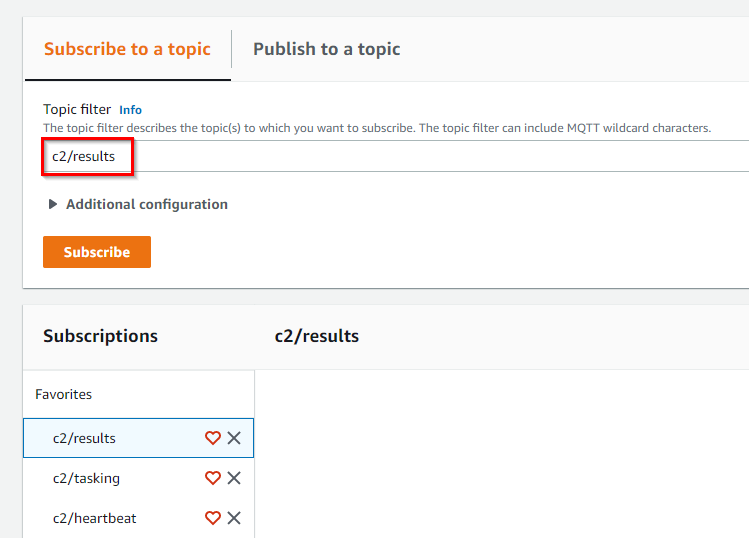 Subscribe to a topic
Publish to a topic
Topic filter Info
The topic filter describes the topic(s) to which you want to subscribe. The topic filter can include MQTT wildcard characters.
c2/results
Additional configuration
Subscribe
Subscriptions
c2/results
Favorites
c2/results
c2/tasking
c2/heartbeat